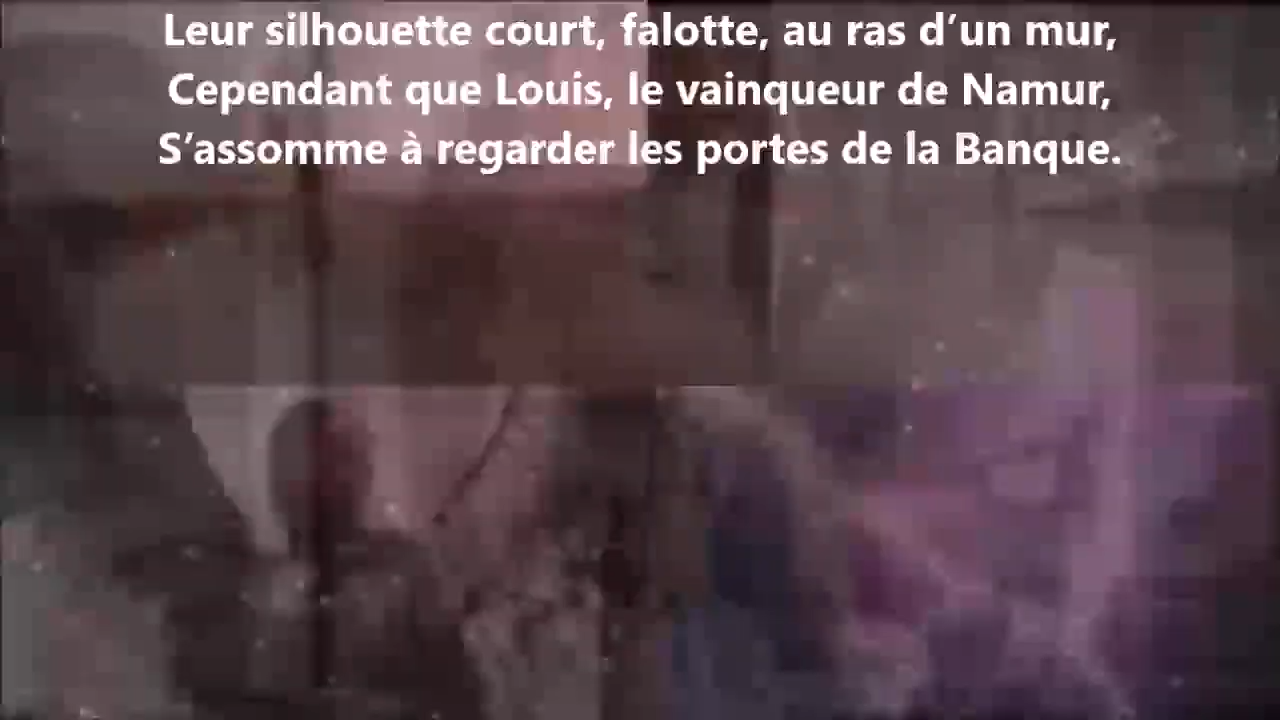 Leur silhouette court, falotte, au ras d’un mur,
Cependant que Louis, le vainqueur de Namur,
S’assomme à regarder les portes de la Banque.